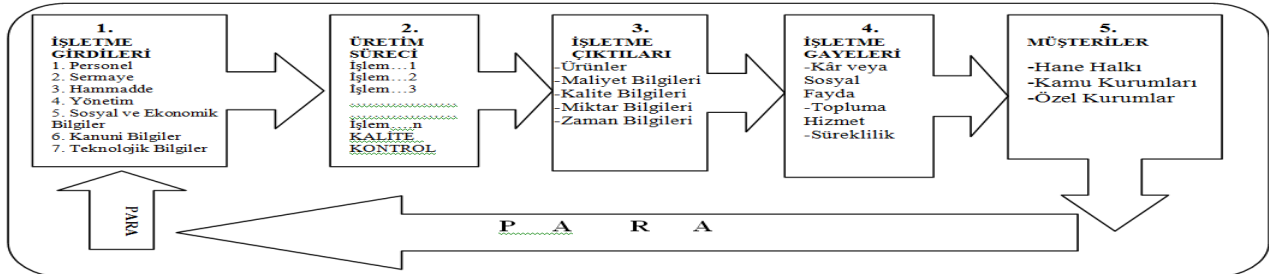 1.
İŞLETME
GİRDİLERİ
1. Personel
2. Sermaye
3. Hammadde
4. Yönetim
5. Sosyal ve Ekonomik
Bilgiler
6. Kanuni Bilgiler
7. Teknolojik Bilgiler
2.
ÜRETİM
SÜRECİ
İşlem…1
İşlem…2
İşlem…3
…………………
…………………
İşlem….n
KALİTE
KONTROL
3.
İŞLETME
ÇIKTILARI
-Ürünler
-Maliyet Bilgileri
-Kalite Bilgileri
-Miktar Bilgileri
-Zaman Bilgileri
4.
İŞLETME
GAYELERİ
-Kâr veya
Sosyal
Fayda
-Topluma
Hizmet
-Süreklilik
5.
MÜŞTERİLER
-Hane Halkı
-Kamu Kurumları
-Özel Kurumlar
PARA
P A R A